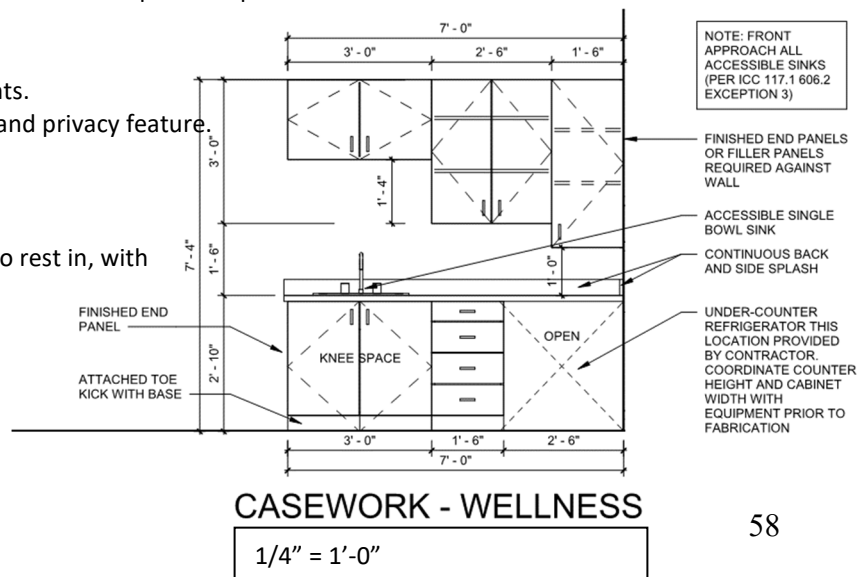 nts.
and privacy feature.
o rest in, with
7' - 0"
3' - 0"
2' - 6"
1' - 6"
NOTE: FRONT
APPROACH ALL
ACCESSIBLE SINKS
(PER ICC 117.1 606.2
EXCEPTION 3)
FINISHED END PANELS
OR FILLER PANELS
REQUIRED AGAINST
WALL
ACCESSIBLE SINGLE
BOWL SINK
CONTINUOUS BACK
AND SIDE SPLASH
UNDER-COUNTER
REFRIGERATOR THIS
LOCATION PROVIDED
BY CONTRACTOR.
COORDINATE COUNTER
HEIGHT AND CABINET
WIDTH WITH
EQUIPMENT PRIOR TO
FABRICATION
7' - 4"
3' - 0"
1' - 6"
2' - 10"
1' - 4"
1' - 0"
FINISHED END
PANEL
ATTACHED TOE
KICK WITH BASE
KNEE SPACE
OPEN
3' - 0"
1' - 6"
2' - 6"
7' - 0"
CASEWORK - WELLNESS
1/4” = 1’-0”
58